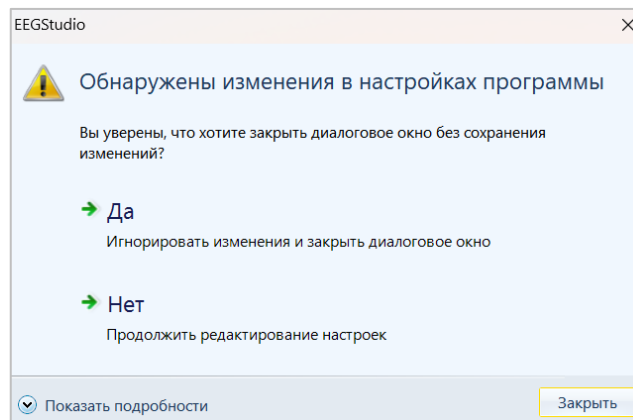 EEGStudio
Обнаружены изменения в настройках программы
Вы уверены, что хотите закрыть диалоговое окно без сохранения
изменений?
Да
Игнорировать изменения и закрыть диалоговое окно
Нет
Продолжить редактирование настроек
Показать подробности
Закрыть